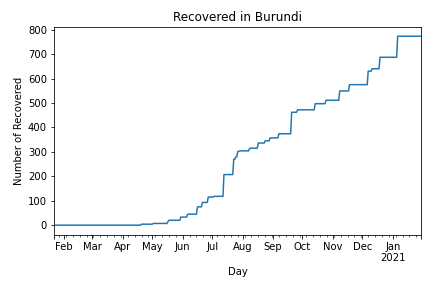 Recovered in Burundi
Number of Recovered
800
700
600
500
400
300
200
100
0
Feb Mar Apr May Jun Jul Aug Sep Oct Nov Dec Jan
2021
Day